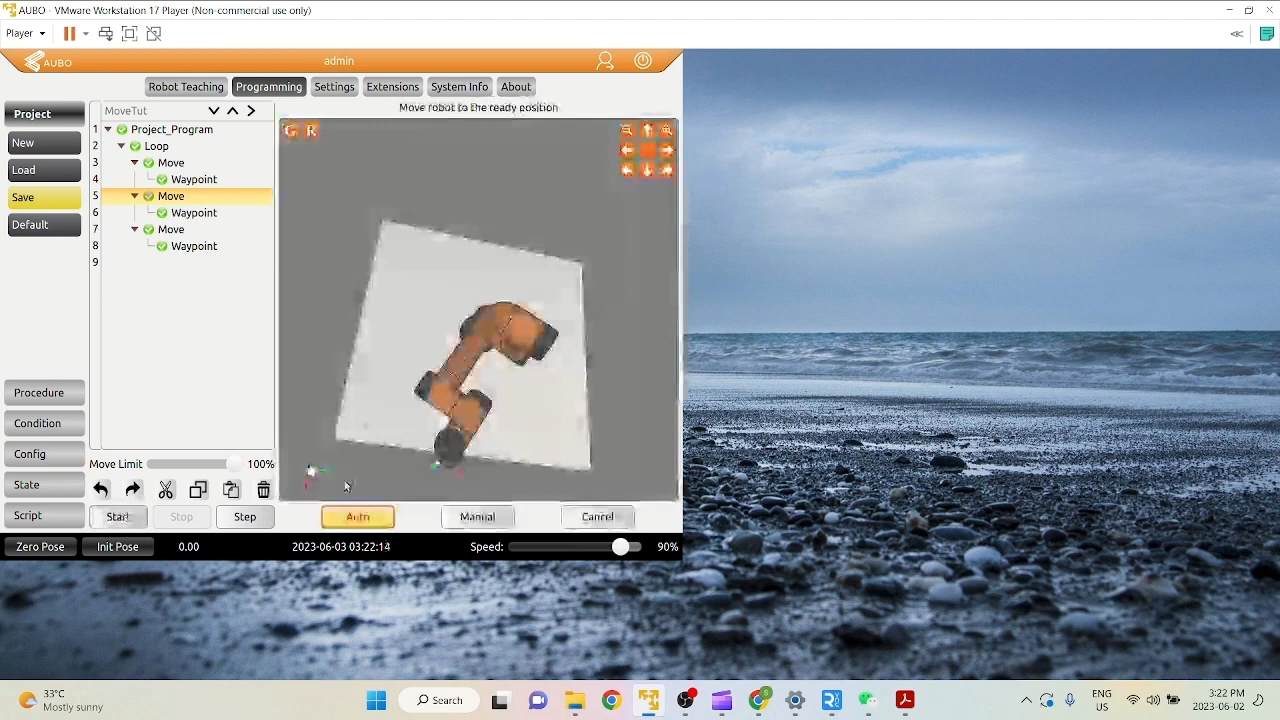 AUBO - VMware Workstation 17 Player (Non-commercial use only)
Player
AUBO
admin
Robot Teaching
Programming
Settings
Extensions
System Info
About
Project
MoveTut
Move robot to the ready position
G R
1 Project_Program
New
2 Loop
3 Move
Load
4 Waypoint
Save
5 Move
6 Waypoint
Default
7 Move
8 Waypoint
9
Procedure
Condition
Config
Move Limit 100%
State
Script
Start
Stop
Step
Auto
Manual
Cancel
Zero Pose
Init Pose
0.00
2023-06-03 03:22:14
Speed: 90%
33°C
Mostly sunny
Search
ENG
US
3:22 PM
2023-06-02